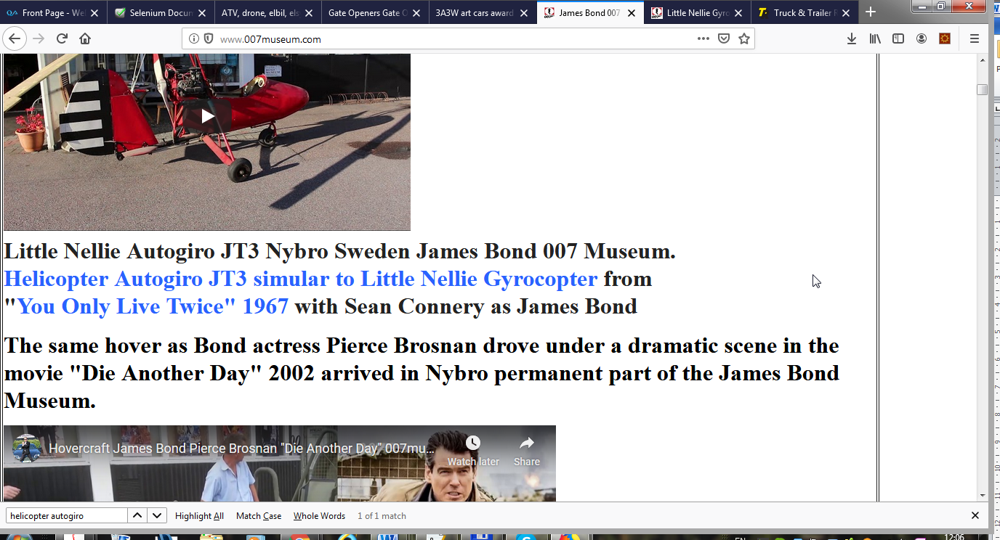 Front Page - Wel
Selenium Docun
ATV, drone, elbil, els
Gate Openers Gate O
3A3W art cars award
James Bond 007
Little Nellie Gyro
Truck & Trailer P
www.007museum.com
Little Nellie Autogiro JT3 Nybro Sweden James Bond 007 Museum.
Helicopter Autogiro JT3 simular to Little Nellie Gyrocopter from
"You Only Live Twice" 1967 with Sean Connery as James Bond
The same hover as Bond actress Pierce Brosnan drove under a dramatic scene in the
movie "Die Another Day" 2002 arrived in Nybro permanent part of the James Bond
Museum.
Hovercraft James Bond Pierce Brosnan "Die Another Day" 007mu...
Watch later
Share
helicopter autogiro
Highlight All
Match Case
Whole Words
1 of 1 match
EN
12:06